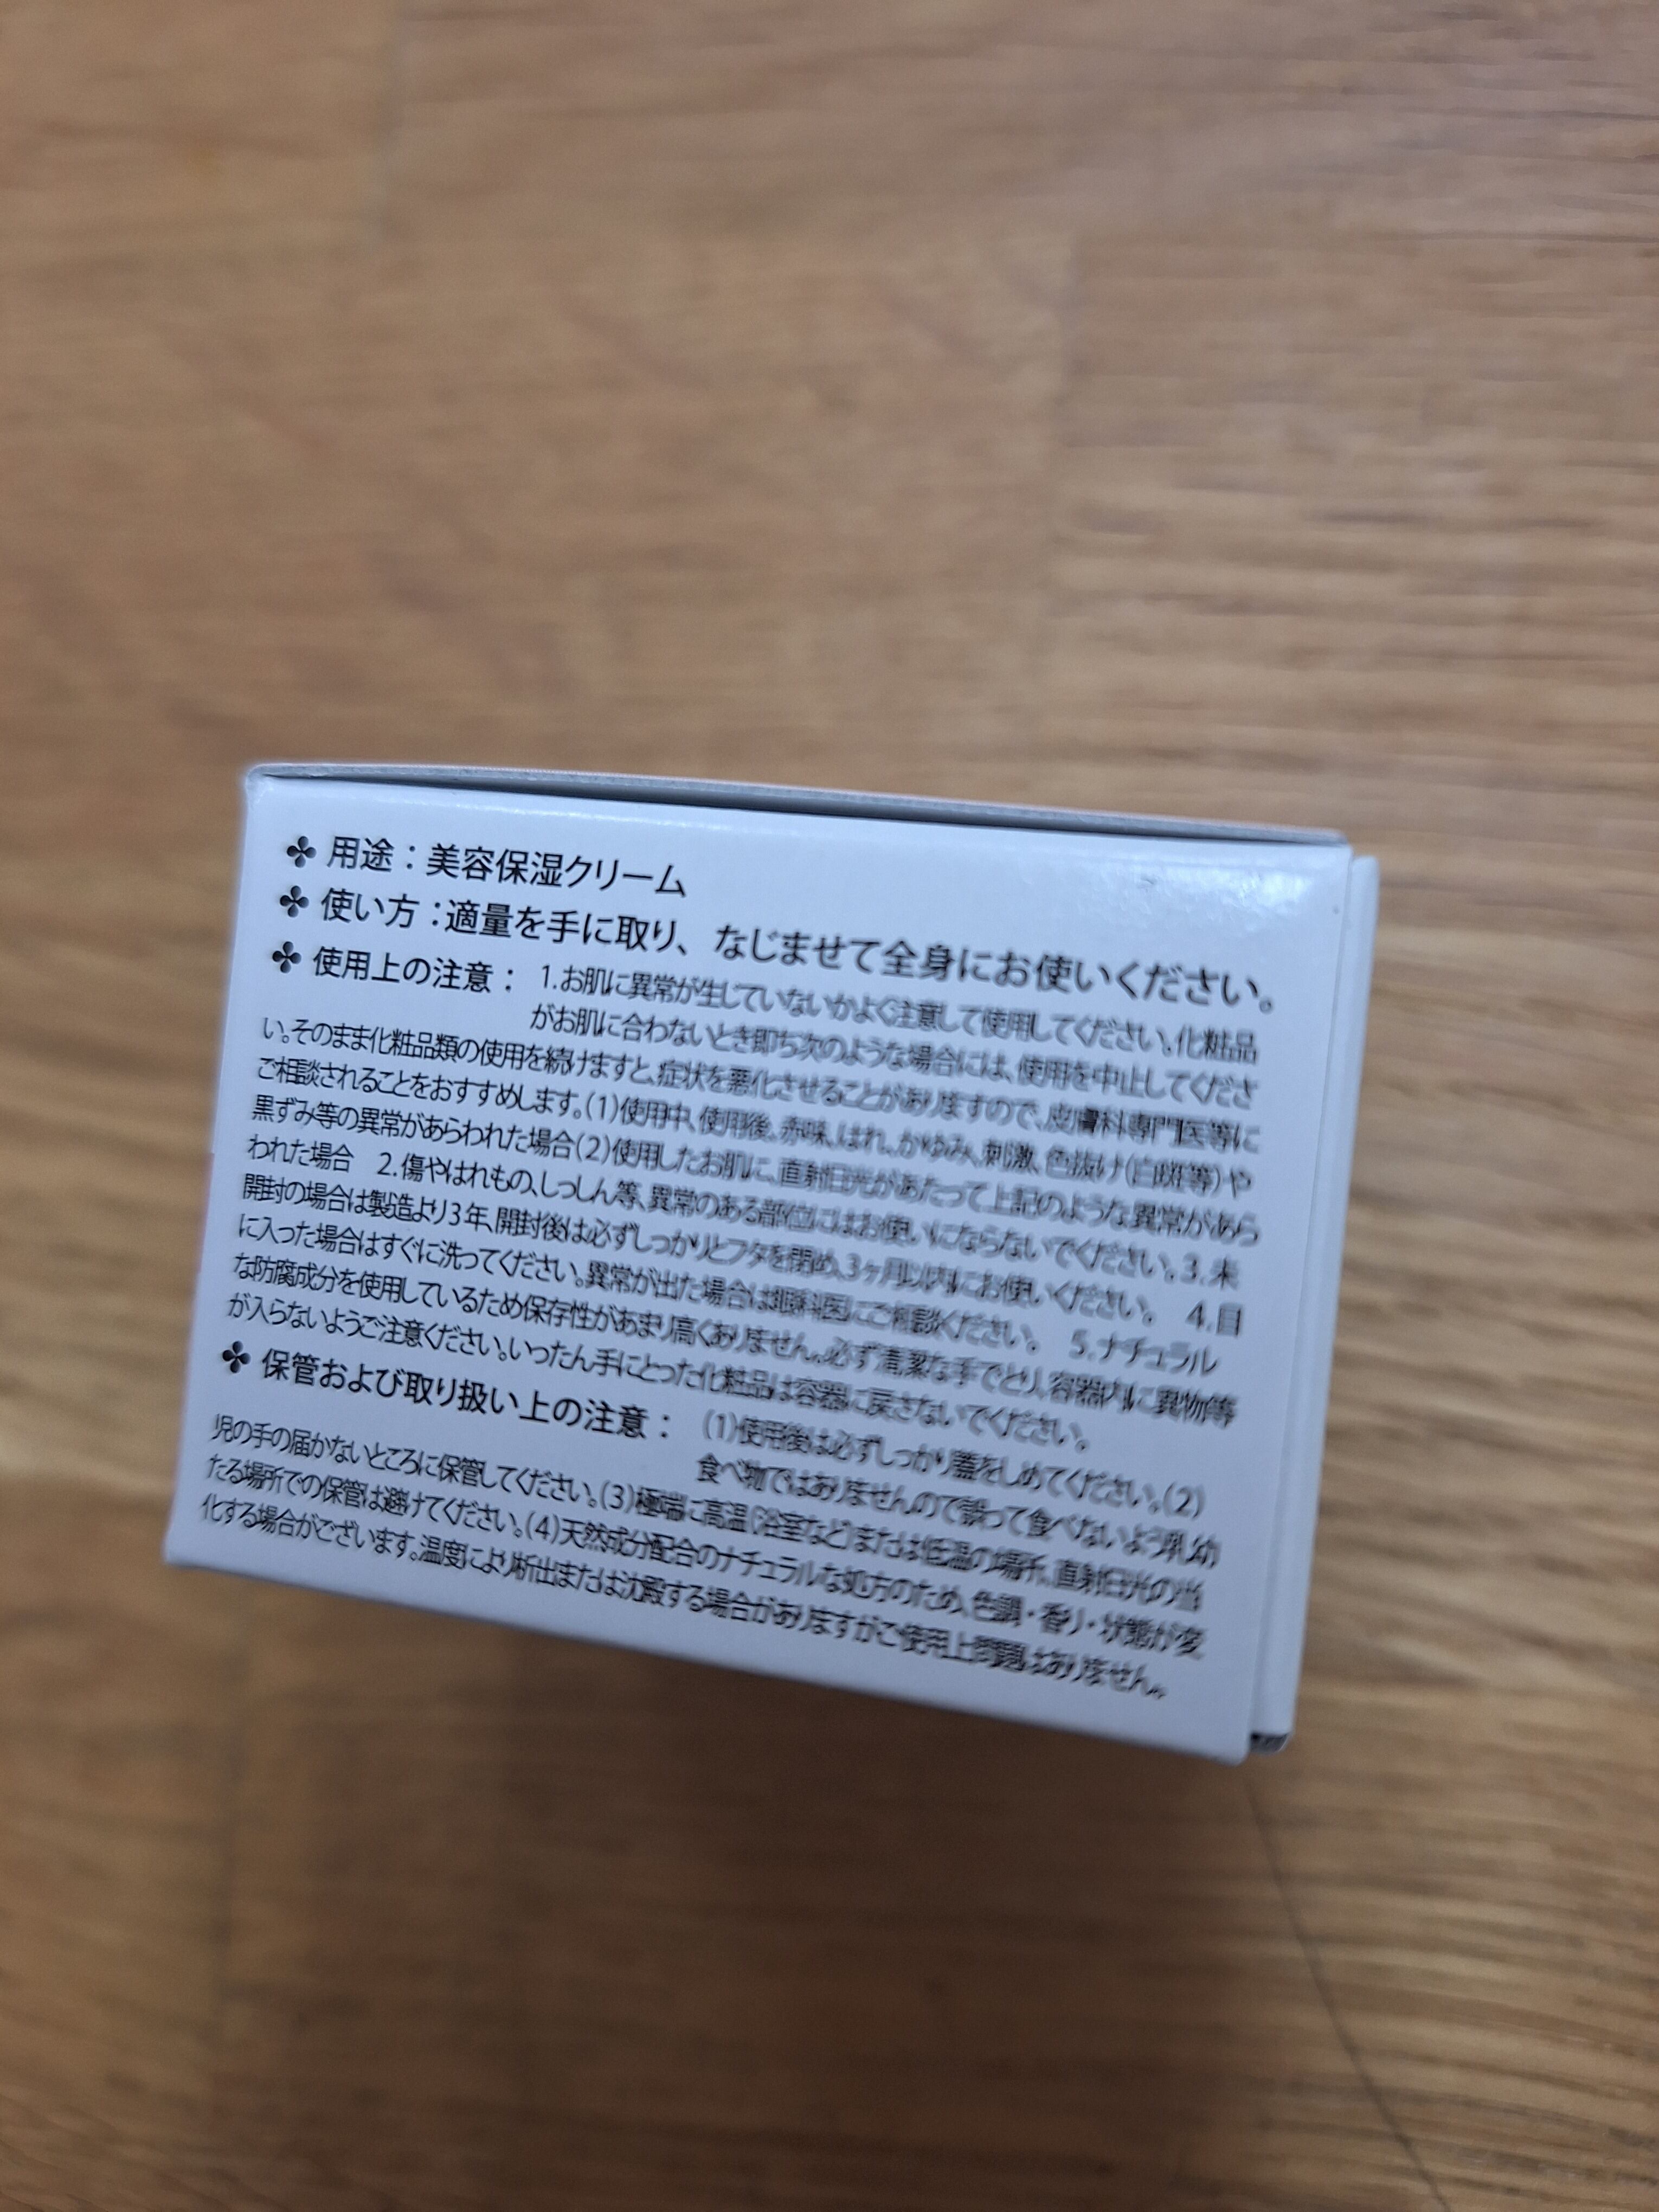 ✤ 用途：美容保湿クリーム
✤ 使い方：適量を手に取り、なじませて全身にお使いください。
✤ 使用上の注意： 1.お肌に異常が生じていないかよく注意して使用してください。化粧品
がお肌に合わないとき即ち次のような場合には、使用を中止してくださ
い。そのまま化粧品類の使用を続けますと、症状を悪化させることがありますので、皮膚科専門医等に
ご相談されることをおすすめします。(1)使用中、使用後。赤味、はれ、かゆみ、刺激、色抜け(白斑等)や
黒ずみ等の異常があらわれた場合(2)使用したお肌に、直射日光があたって上記のような異常があら
われた場合　2.傷やはれもの、しっしん等、異常のある部位にはお使いにならないでください。3.未
開封の場合は製造より3年、開封後は必ずしっかりとフタを閉め、3ヶ月以内にお使いください。　4.目
に入った場合はすぐに洗ってください。異常が出た場合は眼科医にご相談ください。　5.ナチュラル
な防腐成分を使用しているため保存性があまり高くありません。必ず清潔な手でとり、容器内に異物等
が入らないようご注意ください。いったん手にとった化粧品は容器に戻さないでください。
✤ 保管および取り扱い上の注意： (1)使用後は必ずしっかり蓋をしめてください。(2)
食べ物ではありませんので誤って食べないよう乳幼
児の手の届かないところに保管してください。(3)極端に高温(浴室など)または低温の場所、直射日光の当
たる場所での保管は避けてください。(4)天然成分配合のナチュラルな処方のため、色調・香り・状態が変
化する場合がございます。温度により析出または沈殿する場合がありますがご使用上問題はありません。